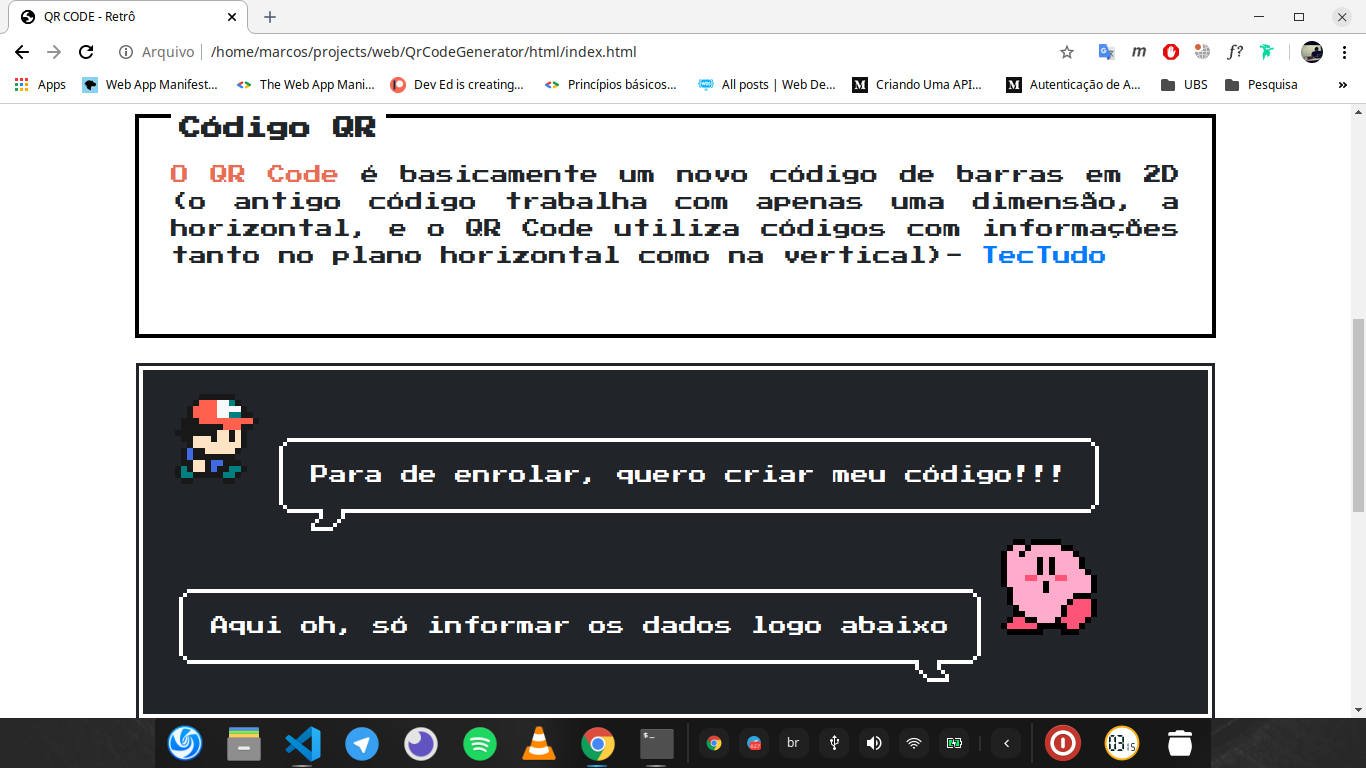 QR CODE - Retrô
Arquivo | /home/marcos/projects/web/QrCodeGenerator/html/index.html
m
f?
Apps Web App Manifest... The Web App Mani... Dev Ed is creating... Princípios básicos... All posts | Web De... Criando Uma API... Autenticação de A... UBS Pesquisa »
Código QR
O QR Code é basicamente um novo código de barras em 2D
(o antigo código trabalha com apenas uma dimensão, a
horizontal, e o QR Code utiliza códigos com informações
tanto no plano horizontal como na vertical)- TecTudo
Para de enrolar, quero criar meu código!!!
Aqui oh, só informar os dados logo abaixo
br
03 15